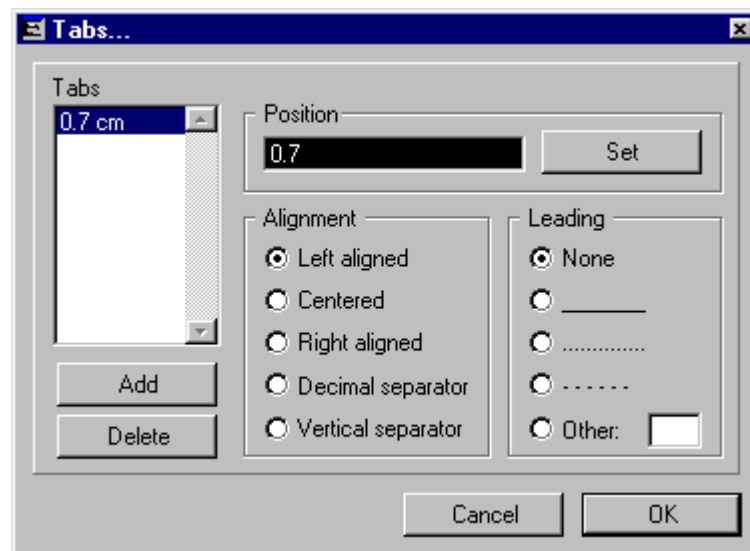 Tabs...
Tabs
0.7 cm
Add
Delete
Position
0.7
Set
Alignment
Left aligned
Centered
Right aligned
Decimal separator
Vertical separator
Leading
None
_______
.............
- - - - - -
Other:
Cancel
OK